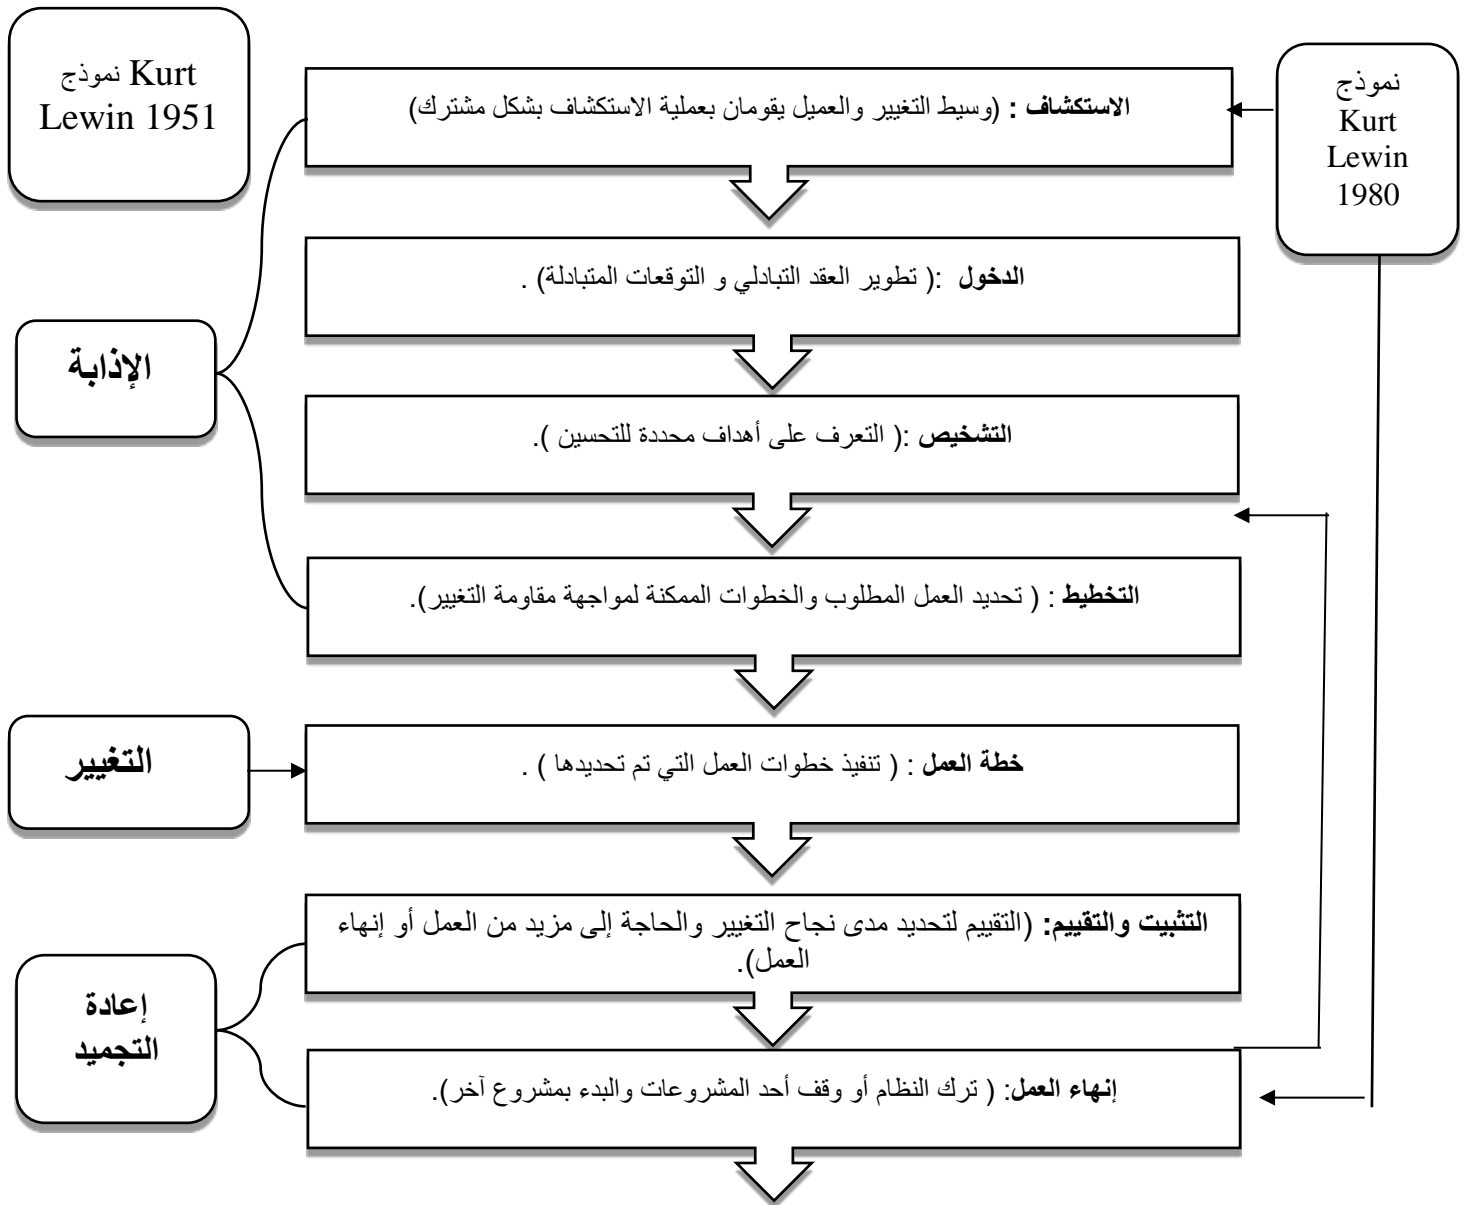 نموذج Kurt
Lewin 1951
نموذج
Kurt
Lewin
1980
الاستكشاف : (وسيط التغيير والعميل يقومان بعملية الاستكشاف بشكل مشترك)
الدخول :( تطوير العقد التبادلي و التوقعات المتبادلة) .
الإذابة
التشخيص :( التعرف على أهداف محددة للتحسين ).
التخطيط : ( تحديد العمل المطلوب والخطوات الممكنة لمواجهة مقاومة التغيير).
التغيير
خطة العمل : ( تنفيذ خطوات العمل التي تم تحديدها ) .
التثبيت والتقييم: (التقييم لتحديد مدى نجاح التغيير والحاجة إلى مزيد من العمل أو إنهاء
العمل).
إعادة
التجميد
إنهاء العمل: ( ترك النظام أو وقف أحد المشروعات والبدء بمشروع آخر).